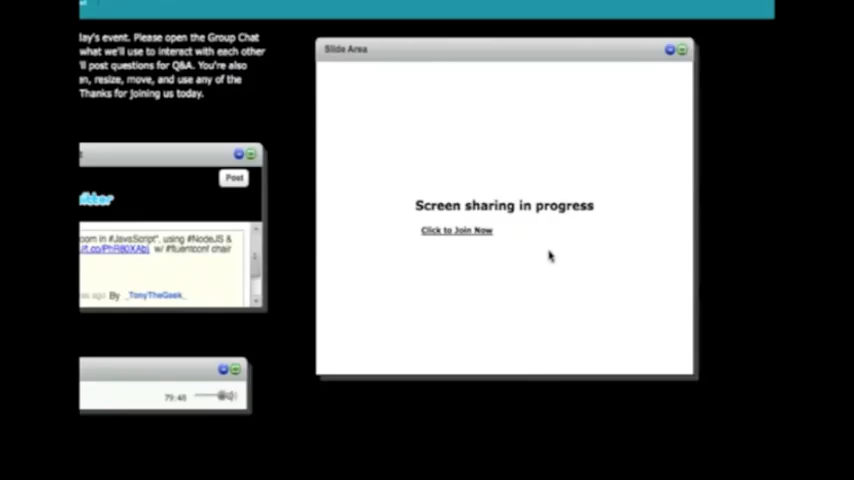 day's event. Please open the Group Chat
what we'll use to interact with each other
'll post questions for Q&A. You're also
en, resize, move, and use any of the
Thanks for joining us today.
Slide Area
Post
itter
oom in #JavaScript", using #NodeJS &
w/ #fluentconf chair
ago By _TonyTheGeek_
Screen sharing in progress
Click to Join Now
79:48